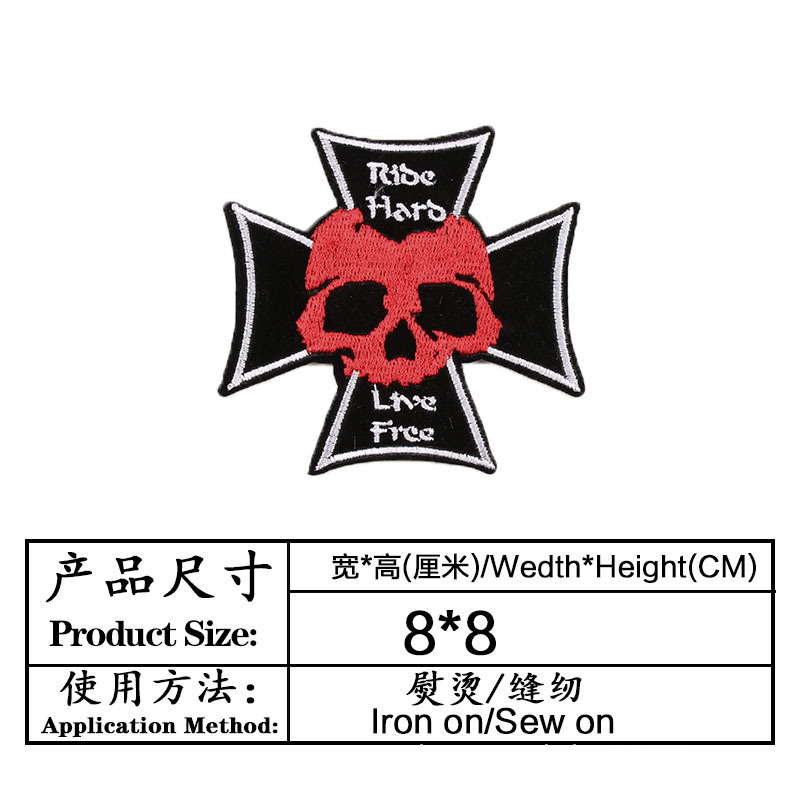 Ride
Hard
Live
Free
产品尺寸
Product Size:
宽*高(厘米)/Wedth*Height(CM)
8*8
使用方法：
Application Method:
熨烫/缝纫
Iron on/Sew on